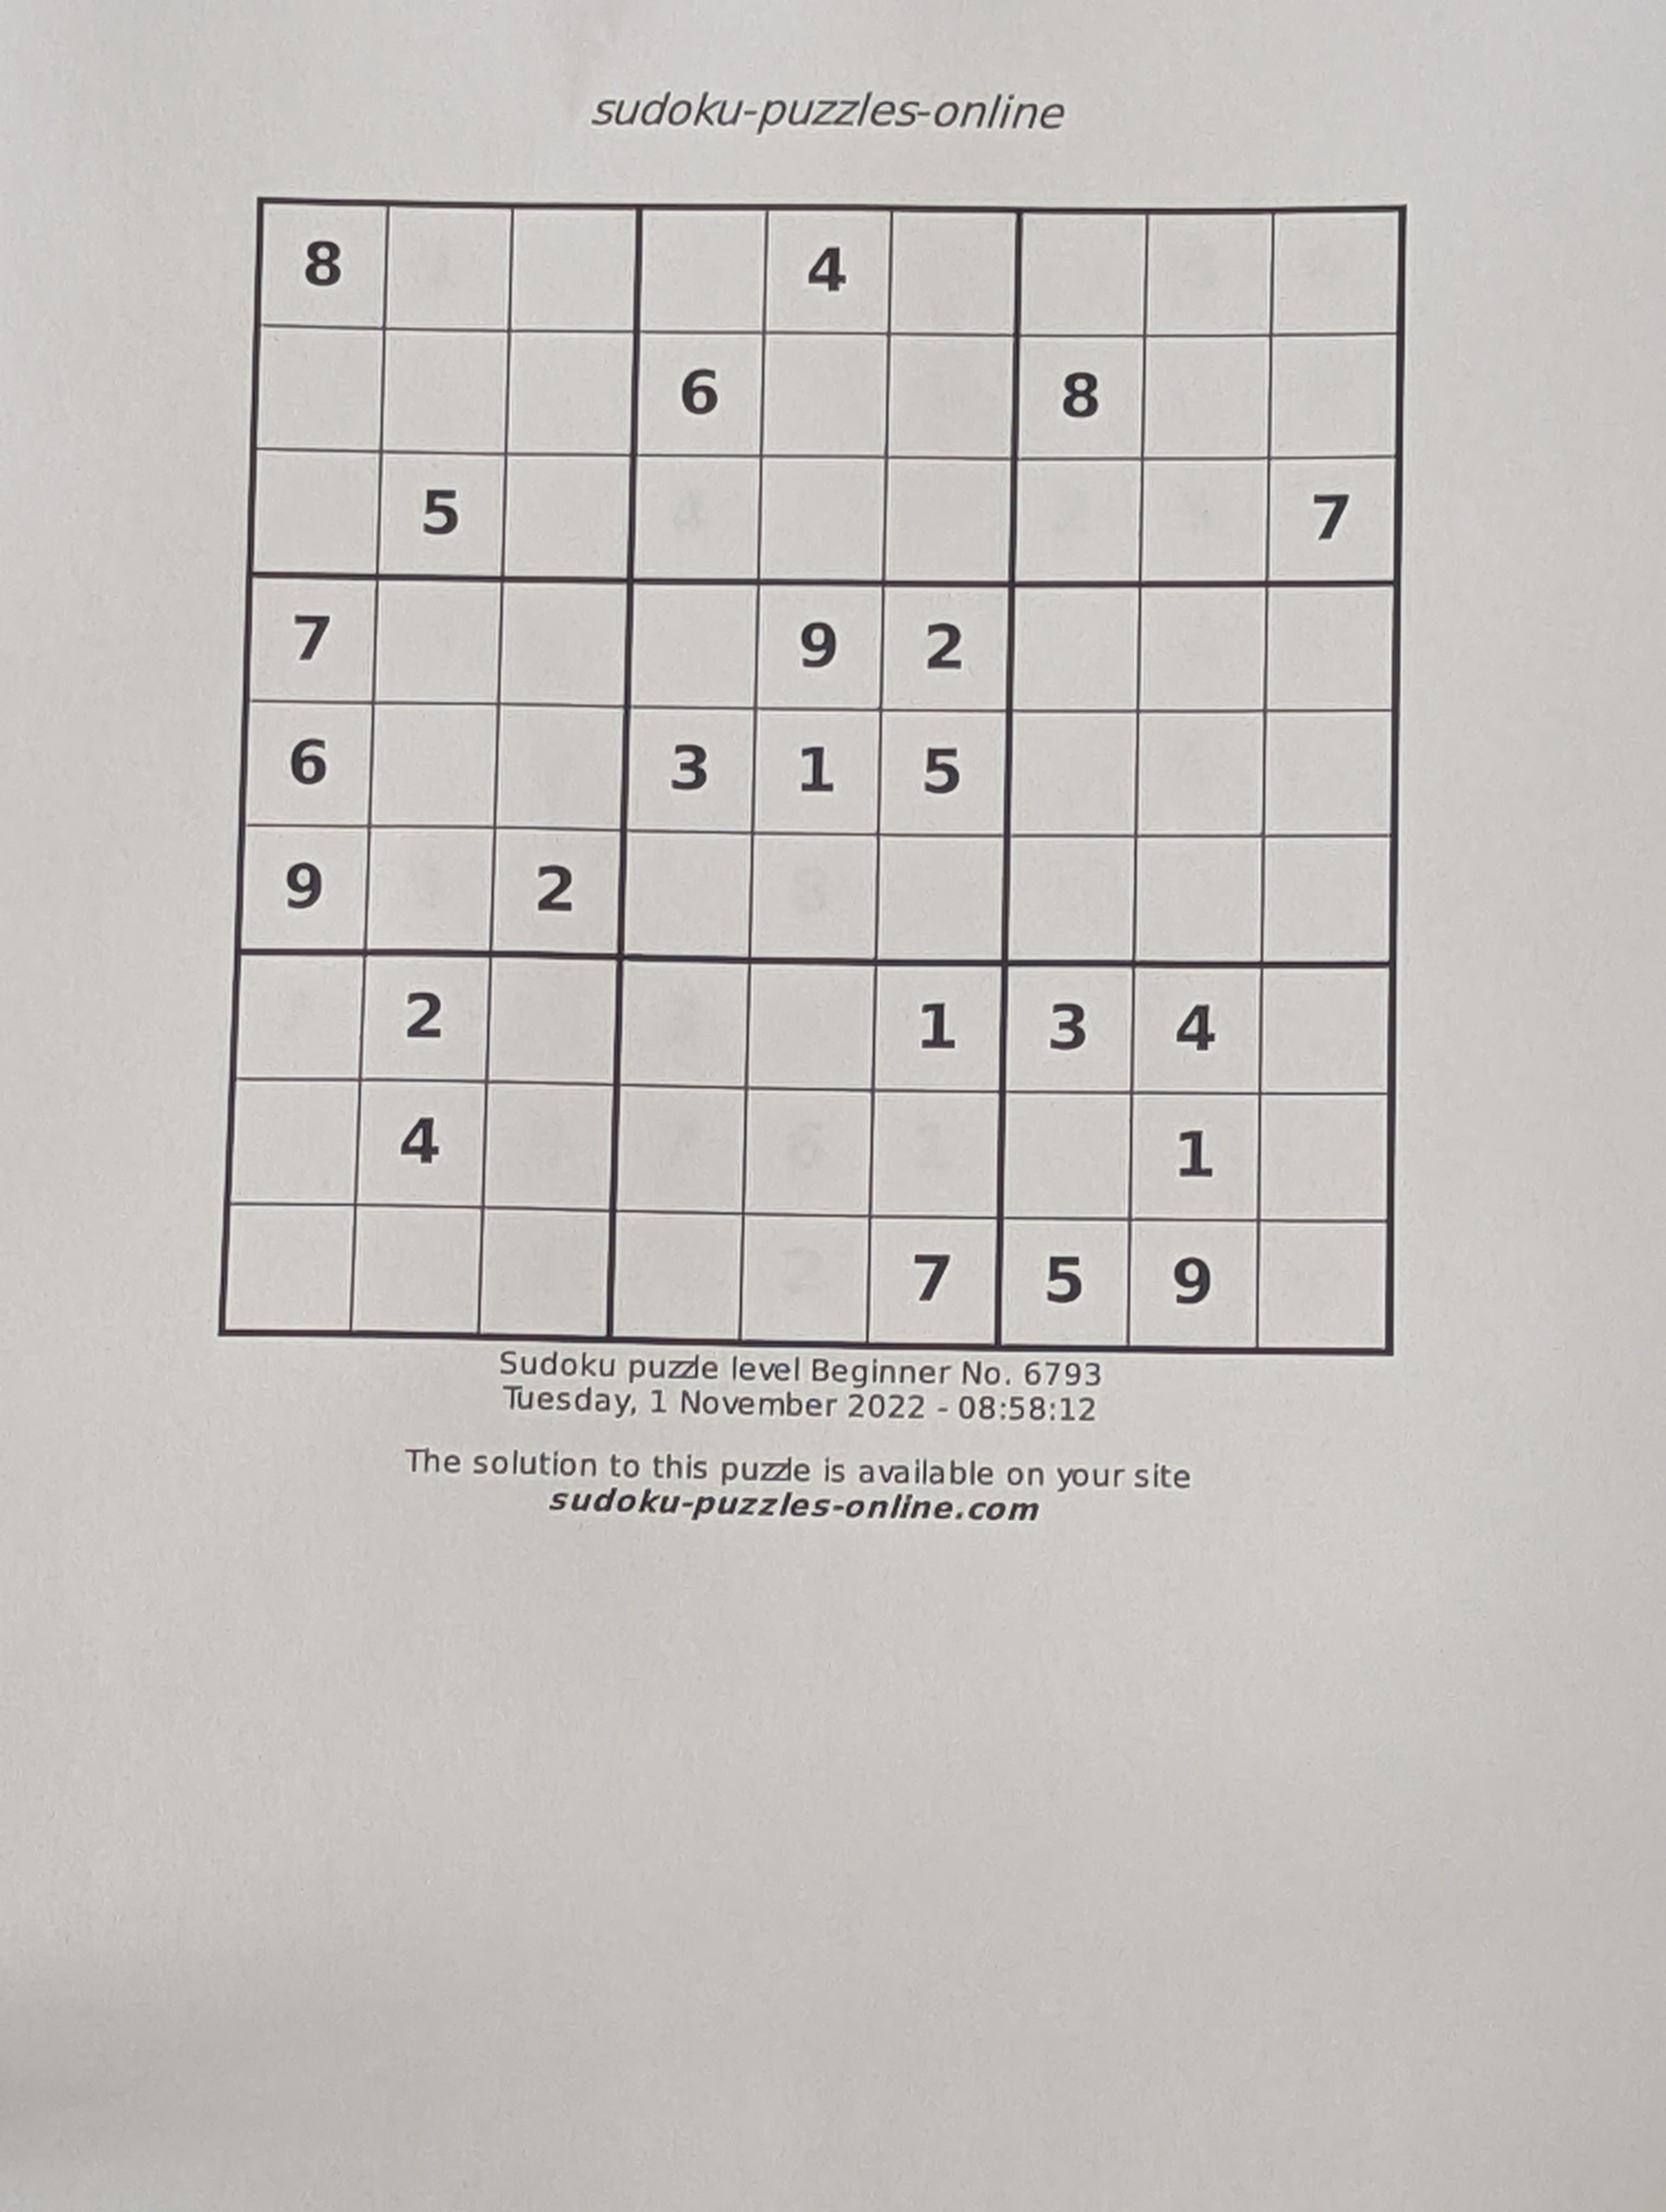 sudoku-puzzles-online
8 4
6 8
5 7
7 9 2
6 3 1 5
9 2
2 1 3 4
4 1
7 5 9
Sudoku puzzle level Beginner No. 6793
Tuesday, 1 November 2022 - 08:58:12
The solution to this puzzle is available on your site
sudoku-puzzles-online.com